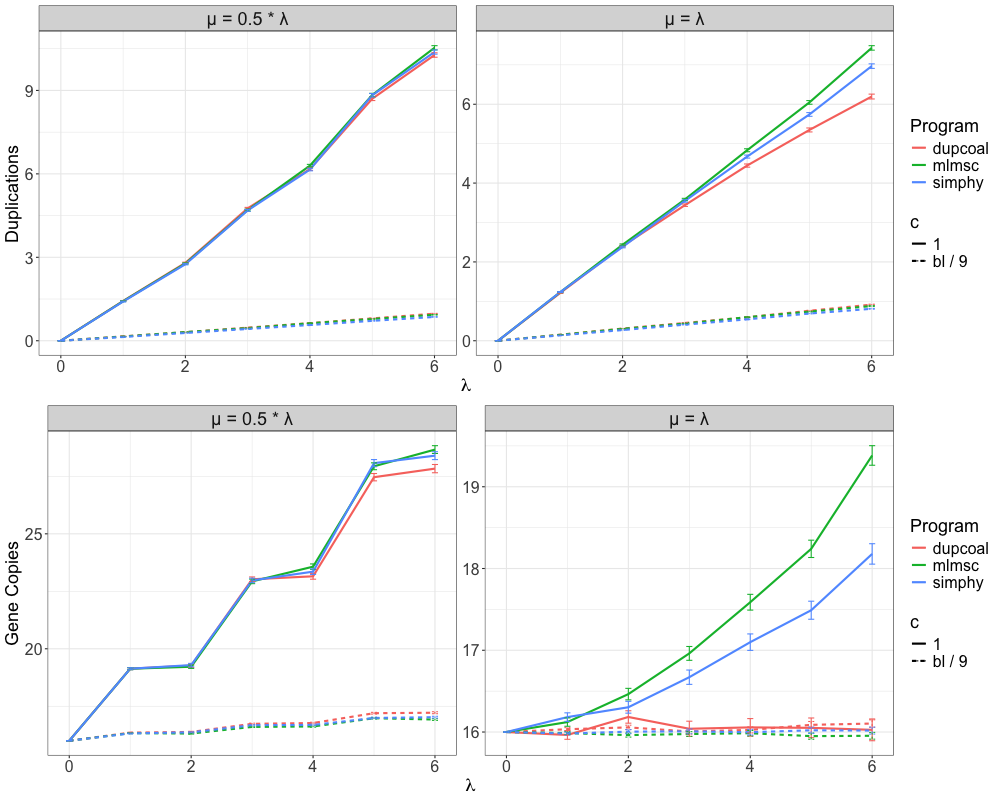 μ = 0.5 * λ
μ = λ
Duplications
9
6
3
0
6
4
2
0
0 2 4 6
0 2 4 6
λ
Program
dupcoal
mlmsc
simphy
c
1
bl / 9
μ = 0.5 * λ
μ = λ
Gene Copies
25
20
19
18
17
16
0 2 4 6
0 2 4 6
λ
Program
dupcoal
mlmsc
simphy
c
1
bl / 9